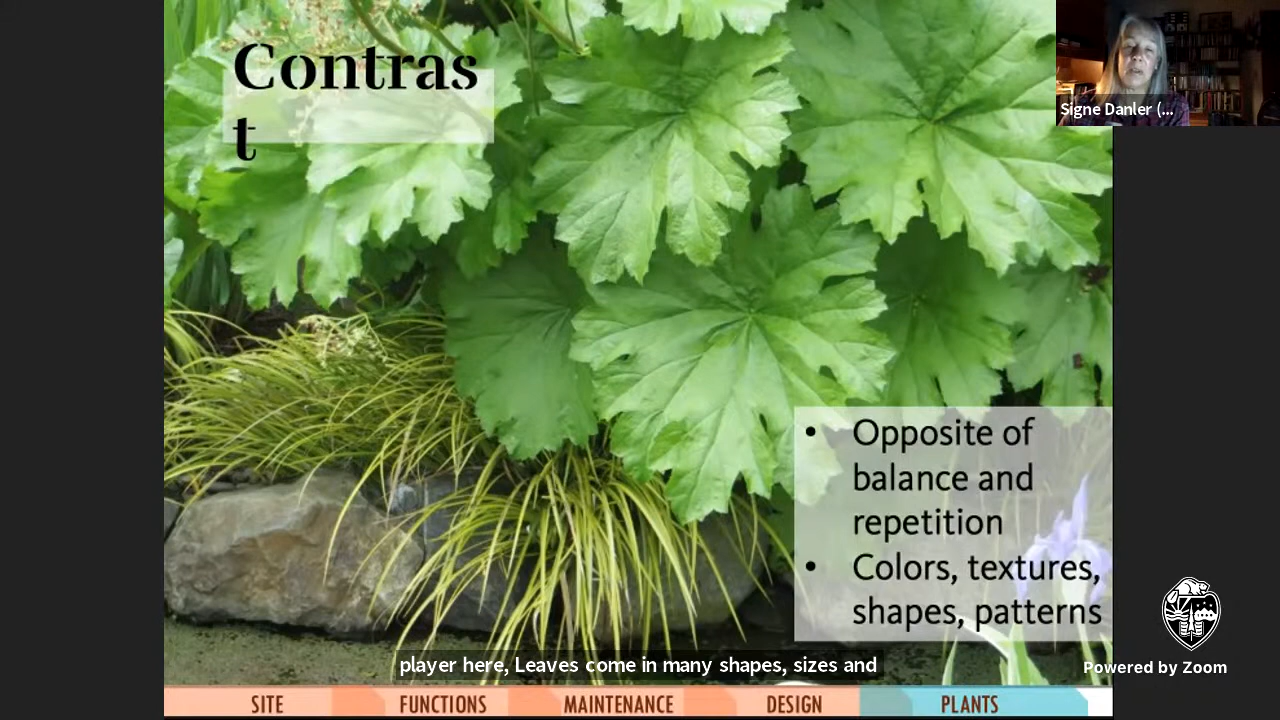 Contras
t
Signe Danler (...
Opposite of
balance and
repetition
Colors, textures,
shapes, patterns
player here, Leaves come in many shapes, sizes and
Powered by Zoom
SITE
FUNCTIONS
MAINTENANCE
DESIGN
PLANTS